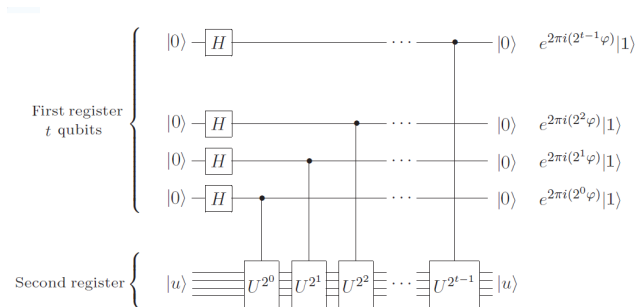 |0⟩ H ··· |0⟩ e^{2πi(2^{t−1}φ)}|1⟩
First register
t qubits
|0⟩ H ··· |0⟩ e^{2πi(2^2φ)}|1⟩
|0⟩ H ··· |0⟩ e^{2πi(2^1φ)}|1⟩
|0⟩ H ··· |0⟩ e^{2πi(2^0φ)}|1⟩
Second register |u⟩ U^{2^0} U^{2^1} U^{2^2} ··· U^{2^{t−1}} |u⟩